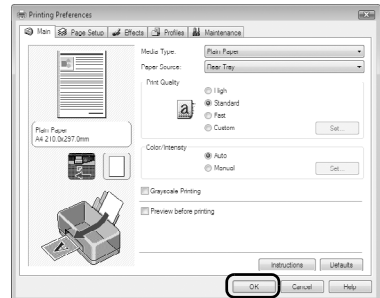 Printing Preferences
Main Page Setup Effects Profiles Maintenance
Media Type: Plain Paper
Paper Source: Rear Tray
Print Quality
High
Standard
Fast
Custom Set...
Plain Paper
A4 210.0x297.0mm
Color/Intensity
Auto
Manual Set...
Grayscale Printing
Preview before printing
Instructions Defaults
OK Cancel Help